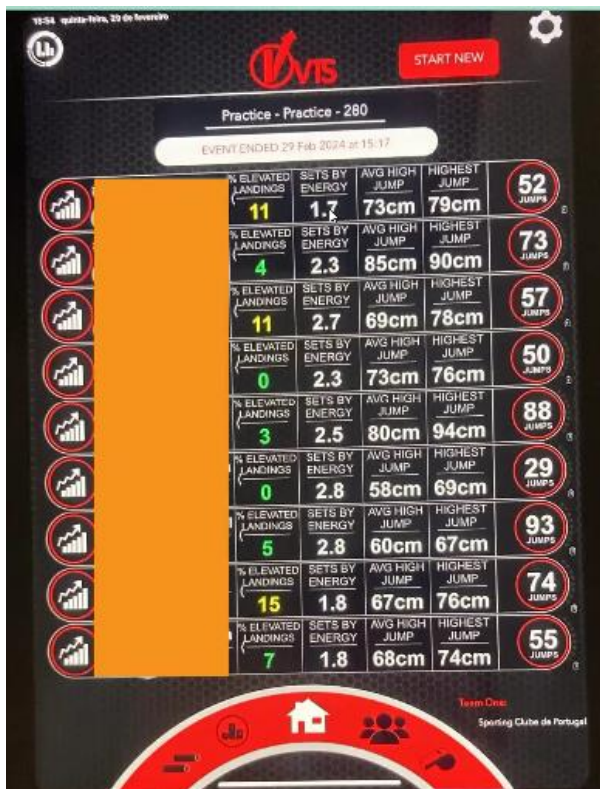 VTS
START NEW
Practice - Practice - 280
EVENT ENDED 29 Feb 2024 at 15:17
% ELEVATED LANDINGS SETS BY ENERGY AVG HIGH JUMP HIGHEST JUMP
11 1.7 73cm 79cm 52 JUMPS
% ELEVATED LANDINGS SETS BY ENERGY AVG HIGH JUMP HIGHEST JUMP
4 2.3 85cm 90cm 73 JUMPS
% ELEVATED LANDINGS SETS BY ENERGY AVG HIGH JUMP HIGHEST JUMP
11 2.7 69cm 78cm 57 JUMPS
% ELEVATED LANDINGS SETS BY ENERGY AVG HIGH JUMP HIGHEST JUMP
0 2.3 73cm 76cm 50 JUMPS
% ELEVATED LANDINGS SETS BY ENERGY AVG HIGH JUMP HIGHEST JUMP
3 2.5 80cm 94cm 88 JUMPS
% ELEVATED LANDINGS SETS BY ENERGY AVG HIGH JUMP HIGHEST JUMP
0 2.8 58cm 69cm 29 JUMPS
% ELEVATED LANDINGS SETS BY ENERGY AVG HIGH JUMP HIGHEST JUMP
5 2.8 60cm 67cm 93 JUMPS
% ELEVATED LANDINGS SETS BY ENERGY AVG HIGH JUMP HIGHEST JUMP
15 1.8 67cm 76cm 74 JUMPS
% ELEVATED LANDINGS SETS BY ENERGY AVG HIGH JUMP HIGHEST JUMP
7 1.8 68cm 74cm 55 JUMPS
Team One:
Sporting Clube de Portugal